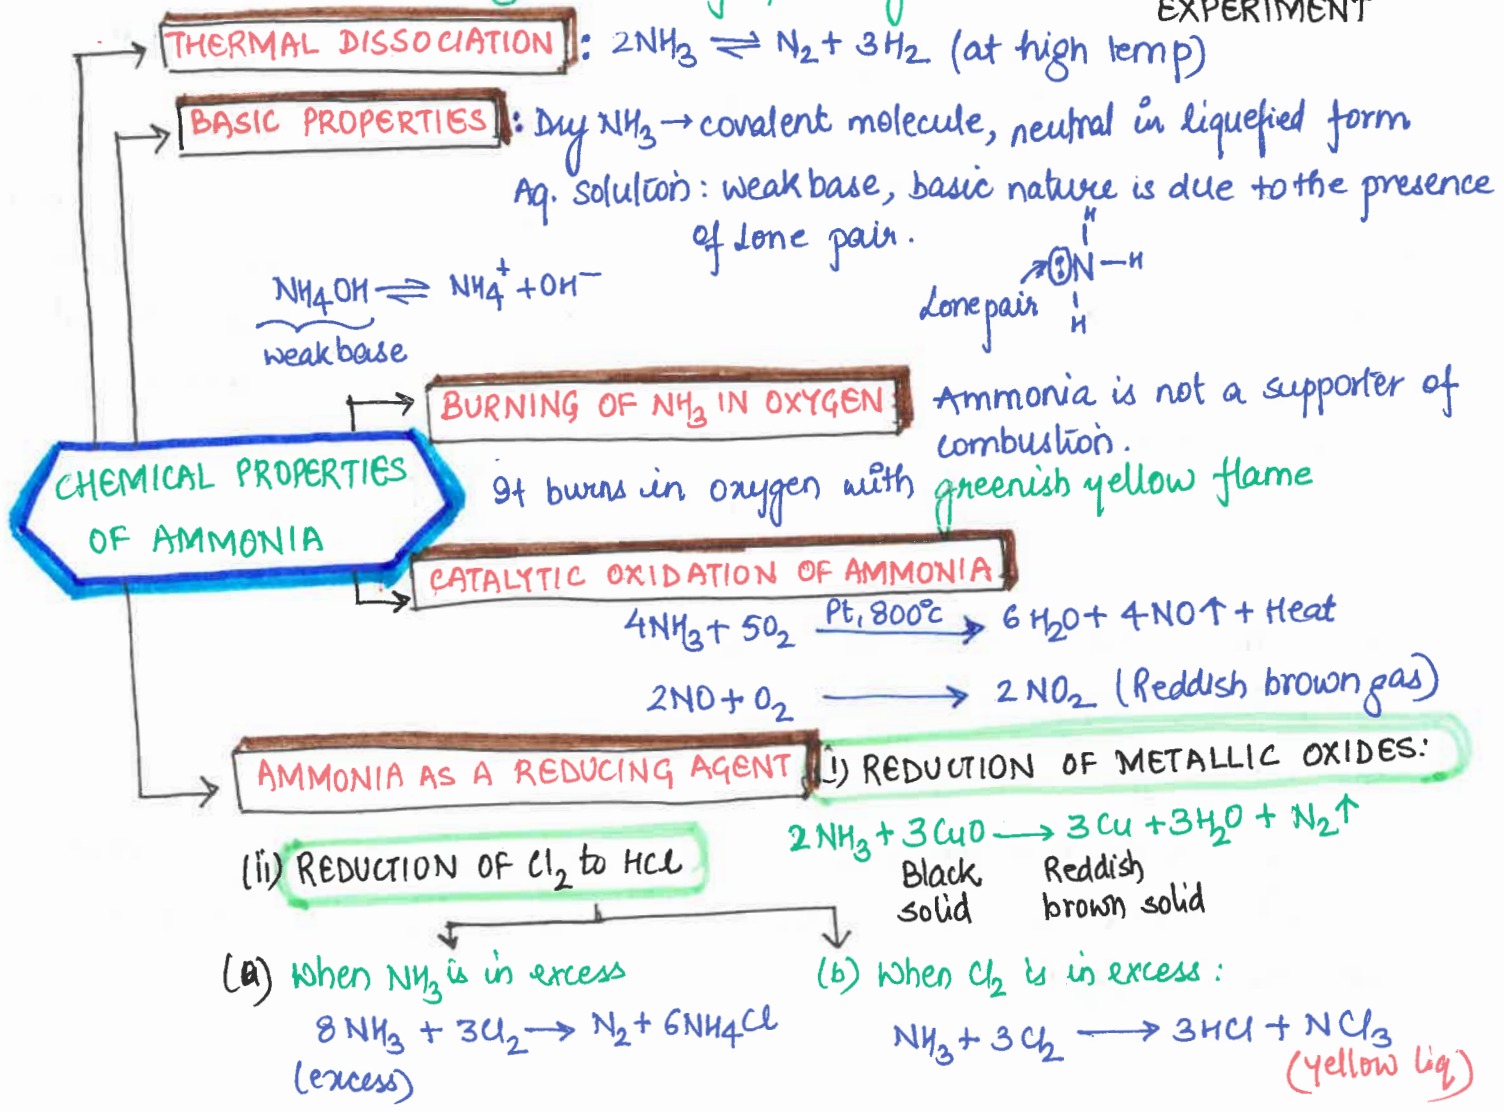 EXPERIMENT
THERMAL DISSOCIATION : 2NH₃ ⇌ N₂ + 3H₂ (at high temp)
BASIC PROPERTIES : Dry NH₃ → covalent molecule, neutral in liquefied form
Aq. solution : weak base, basic nature is due to the presence
of lone pair.
H
:N–H
Lone pair
H
NH₄OH ⇌ NH₄⁺ + OH⁻
weak base
BURNING OF NH₃ IN OXYGEN : Ammonia is not a supporter of
combustion.
It burns in oxygen with greenish yellow flame
CHEMICAL PROPERTIES
OF AMMONIA
CATALYTIC OXIDATION OF AMMONIA
4NH₃ + 5O₂ —Pt, 800°c→ 6H₂O + 4NO↑ + Heat
2NO + O₂ → 2NO₂ (Reddish brown gas)
AMMONIA AS A REDUCING AGENT i) REDUCTION OF METALLIC OXIDES:
2NH₃ + 3CuO → 3Cu + 3H₂O + N₂↑
Black Reddish
solid brown solid
(ii) REDUCTION OF Cl₂ to HCl
(a) When NH₃ is in excess
8NH₃ + 3Cl₂ → N₂ + 6NH₄Cl
(excess)
(b) When Cl₂ is in excess :
NH₃ + 3Cl₂ → 3HCl + NCl₃
(yellow liq)